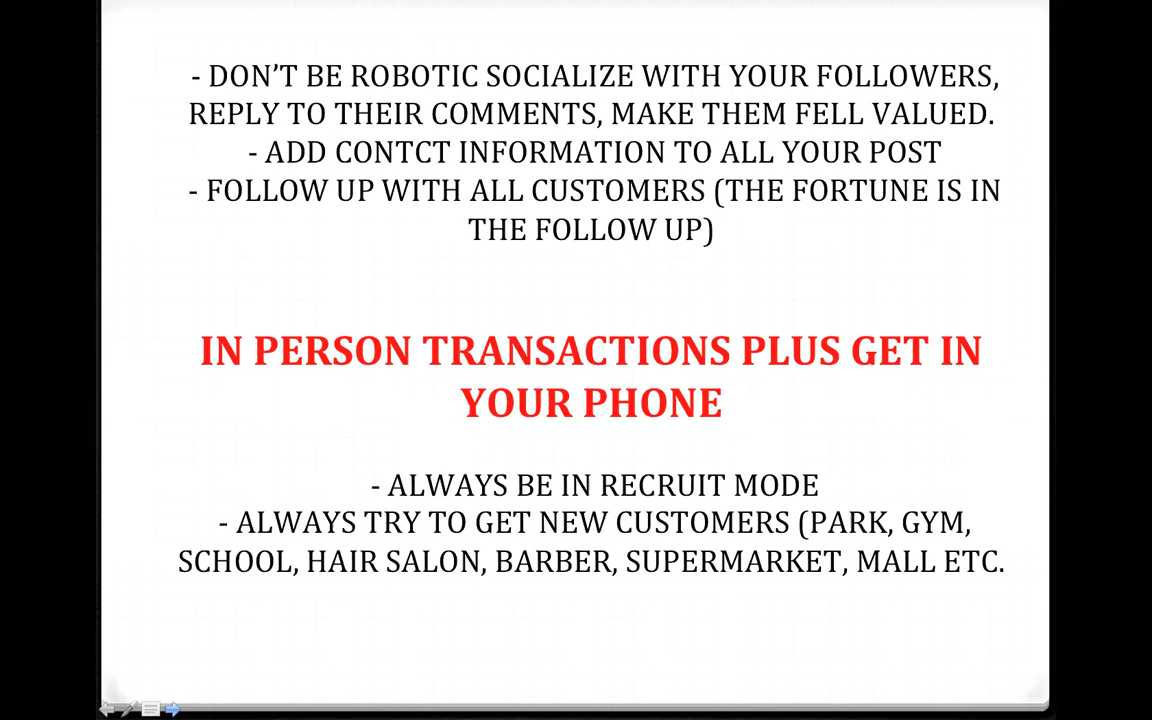 - DON'T BE ROBOTIC SOCIALIZE WITH YOUR FOLLOWERS,
REPLY TO THEIR COMMENTS, MAKE THEM FELL VALUED.
- ADD CONTCT INFORMATION TO ALL YOUR POST
- FOLLOW UP WITH ALL CUSTOMERS (THE FORTUNE IS IN
THE FOLLOW UP)
IN PERSON TRANSACTIONS PLUS GET IN
YOUR PHONE
- ALWAYS BE IN RECRUIT MODE
- ALWAYS TRY TO GET NEW CUSTOMERS (PARK, GYM,
SCHOOL, HAIR SALON, BARBER, SUPERMARKET, MALL ETC.